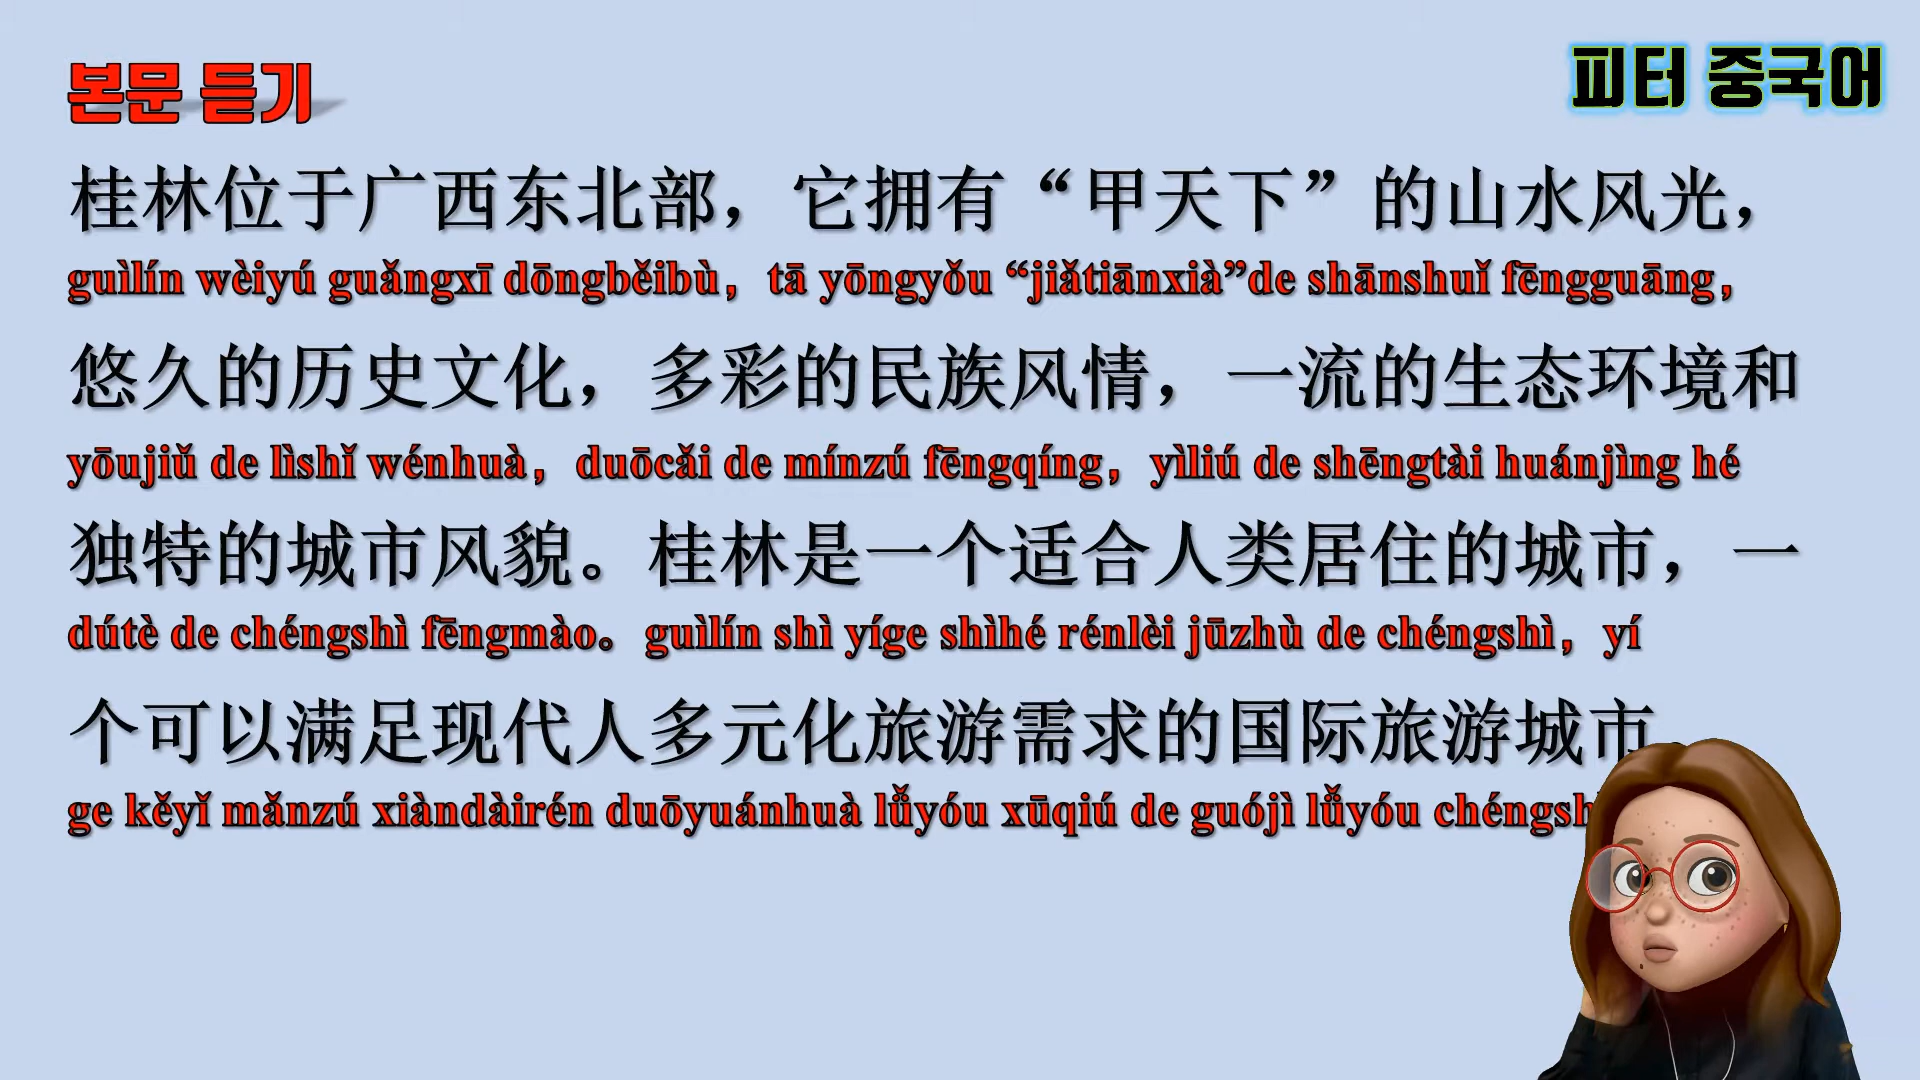 본문 듣기
피터 중국어
桂林位于广西东北部，它拥有“甲天下”的山水风光，
guìlín wèiyú guǎngxī dōngběibù，tā yōngyǒu “jiǎtiānxià”de shānshuǐ fēngguāng，
悠久的历史文化，多彩的民族风情，一流的生态环境和
yōujiǔ de lìshǐ wénhuà，duōcǎi de mínzú fēngqíng，yìliú de shēngtài huánjìng hé
独特的城市风貌。桂林是一个适合人类居住的城市，一
dútè de chéngshì fēngmào。guìlín shì yíge shìhé rénlèi jūzhù de chéngshì，yí
个可以满足现代人多元化旅游需求的国际旅游城市。
ge kěyǐ mǎnzú xiàndàirén duōyuánhuà lǚyóu xūqiú de guójì lǚyóu